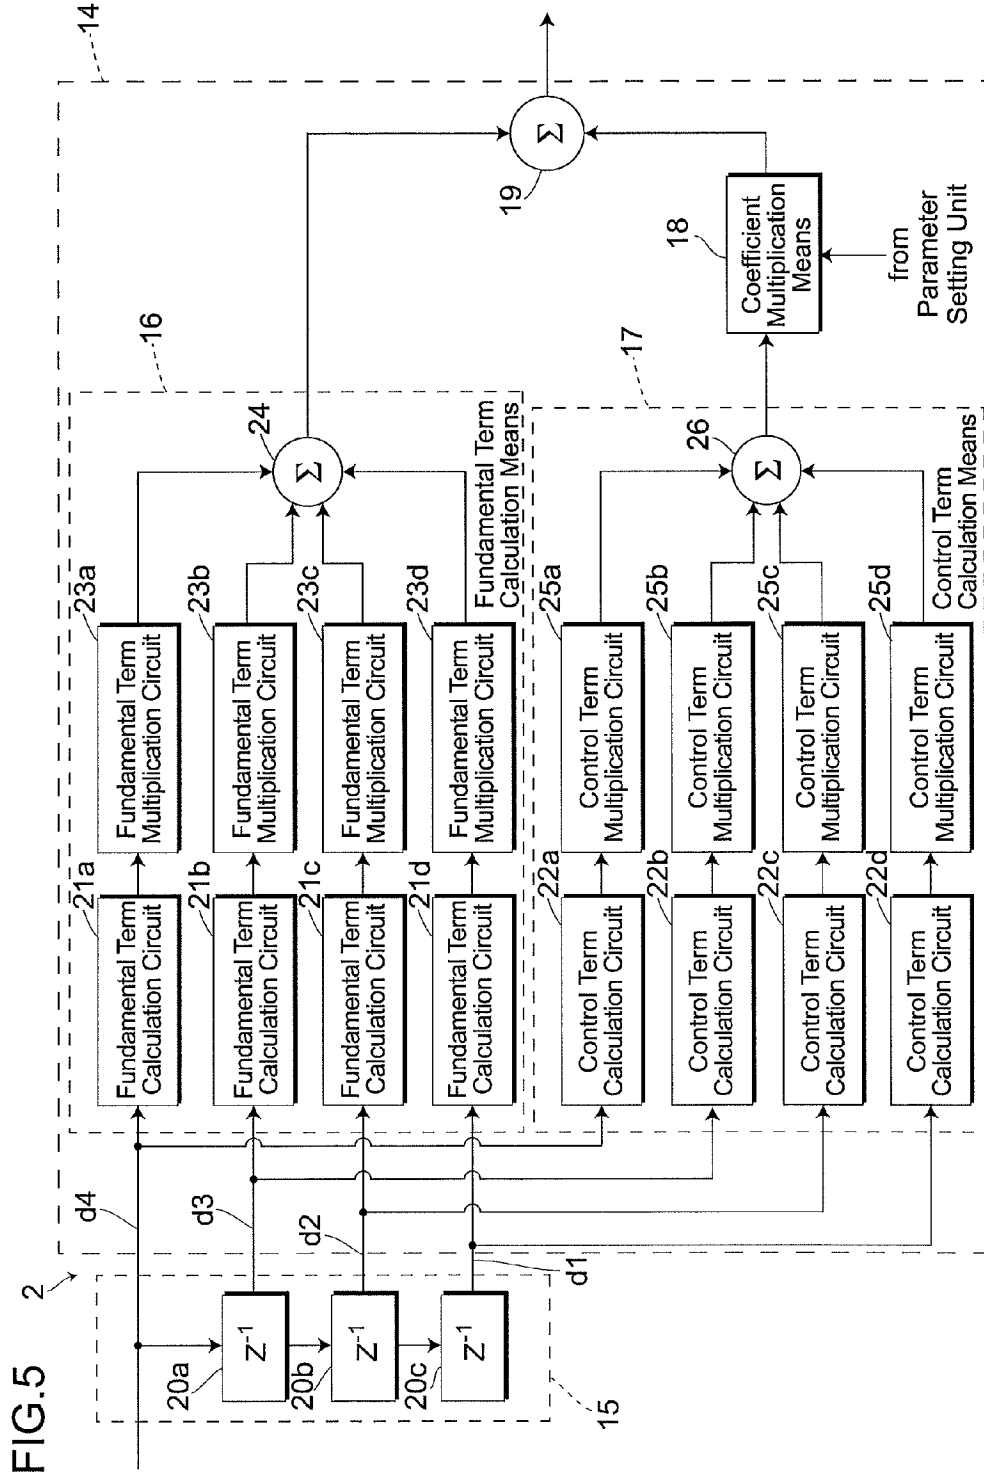 FIG.5
2
14
15
20a
Z-1
20b
Z-1
20c
Z-1
d4
d3
d2
d1
16
21a
Fundamental Term
Calculation Circuit
23a
Fundamental Term
Multiplication Circuit
21b
Fundamental Term
Calculation Circuit
23b
Fundamental Term
Multiplication Circuit
21c
Fundamental Term
Calculation Circuit
23c
Fundamental Term
Multiplication Circuit
21d
Fundamental Term
Calculation Circuit
23d
Fundamental Term
Multiplication Circuit
24
Σ
Fundamental Term
Calculation Means
17
22a
Control Term
Calculation Circuit
25a
Control Term
Multiplication Circuit
22b
Control Term
Calculation Circuit
25b
Control Term
Multiplication Circuit
22c
Control Term
Calculation Circuit
25c
Control Term
Multiplication Circuit
22d
Control Term
Calculation Circuit
25d
Control Term
Multiplication Circuit
26
Σ
Control Term
Calculation Means
18
Coefficient
Multiplication
Means
from
Parameter
Setting Unit
19
Σ